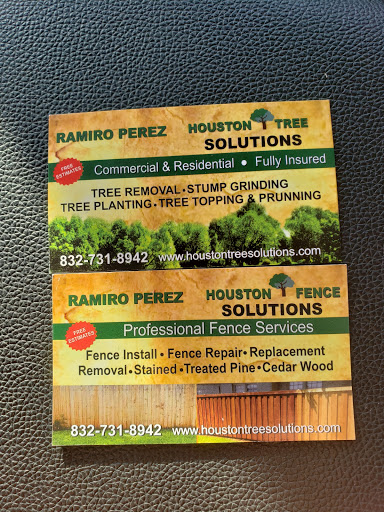 RAMIRO PEREZ HOUSTON TREE
SOLUTIONS
FREE
ESTIMATES
Commercial & Residential • Fully Insured
TREE REMOVAL • STUMP GRINDING
TREE PLANTING • TREE TOPPING & PRUNNING
832-731-8942 www.houstontreesolutions.com
RAMIRO PEREZ HOUSTON FENCE
SOLUTIONS
FREE
ESTIMATES
Professional Fence Services
Fence Install • Fence Repair • Replacement
Removal • Stained • Treated Pine • Cedar Wood
832-731-8942 www.houstontreesolutions.com